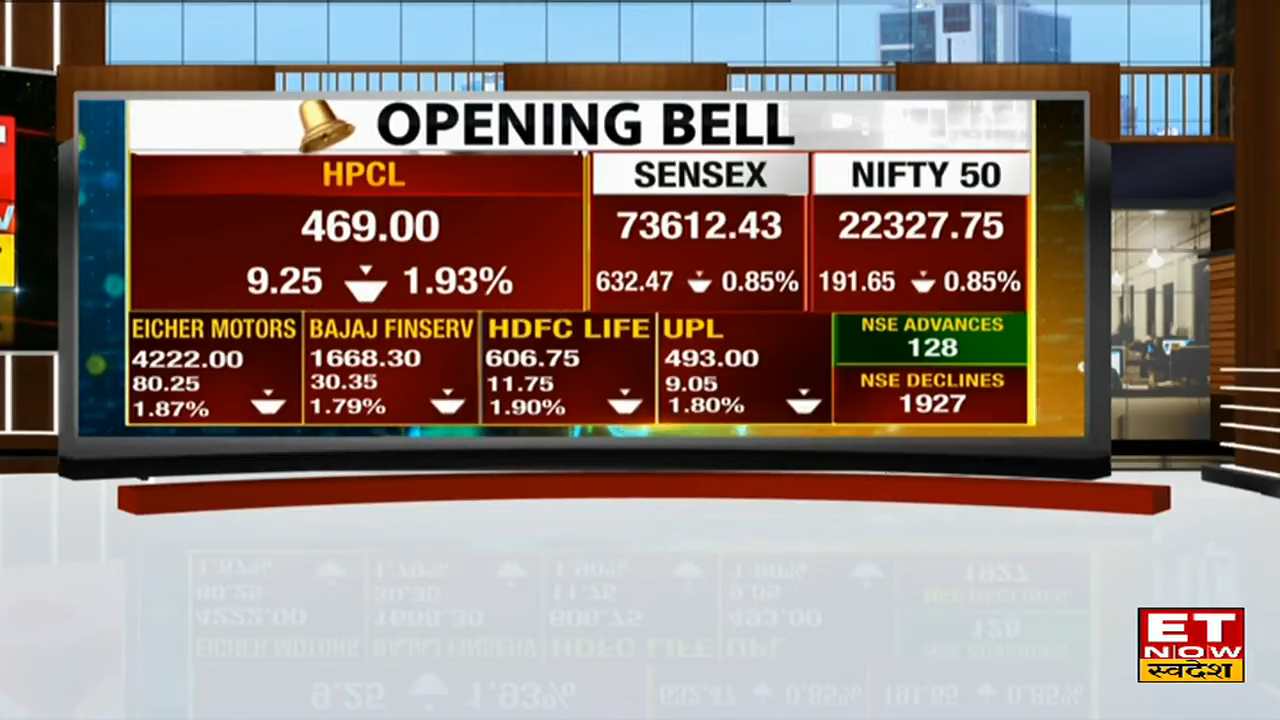 OPENING BELL
HPCL
469.00
9.25 1.93%
SENSEX
73612.43
632.47 0.85%
NIFTY 50
22327.75
191.65 0.85%
EICHER MOTORS
4222.00
80.25
1.87%
BAJAJ FINSERV
1668.30
30.35
1.79%
HDFC LIFE
606.75
11.75
1.90%
UPL
493.00
9.05
1.80%
NSE ADVANCES
128
NSE DECLINES
1927
ET
NOW
स्वदेश